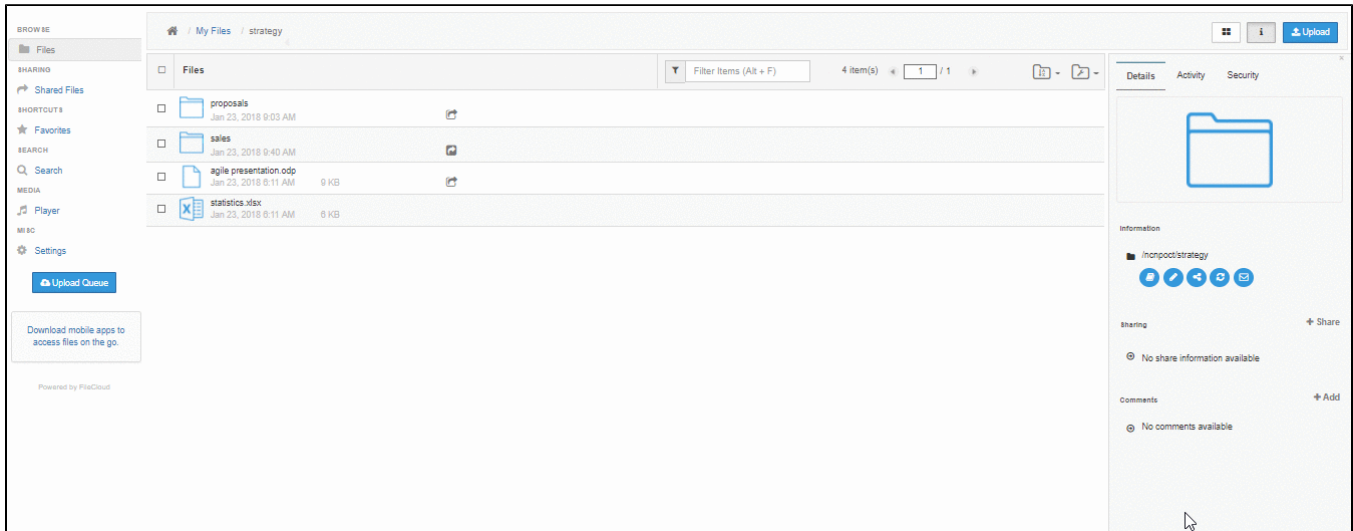 BROWSE
Files
SHARING
Shared Files
SHORTCUTS
Favorites
SEARCH
Search
MEDIA
Player
MISC
Settings
Upload Queue
Download mobile apps to
access files on the go.
Powered by FileCloud
/ My Files / strategy
i Upload
Files Filter Items (Alt + F) 4 item(s) 1 / 1
proposals
Jan 23, 2018 9:03 AM
sales
Jan 23, 2018 9:40 AM
agile presentation.odp
Jan 23, 2018 6:11 AM 9 KB
statistics.xlsx
Jan 23, 2018 6:11 AM 6 KB
×
Details Activity Security
Information
/ncnpoct/strategy
Sharing + Share
No share information available
Comments + Add
No comments available